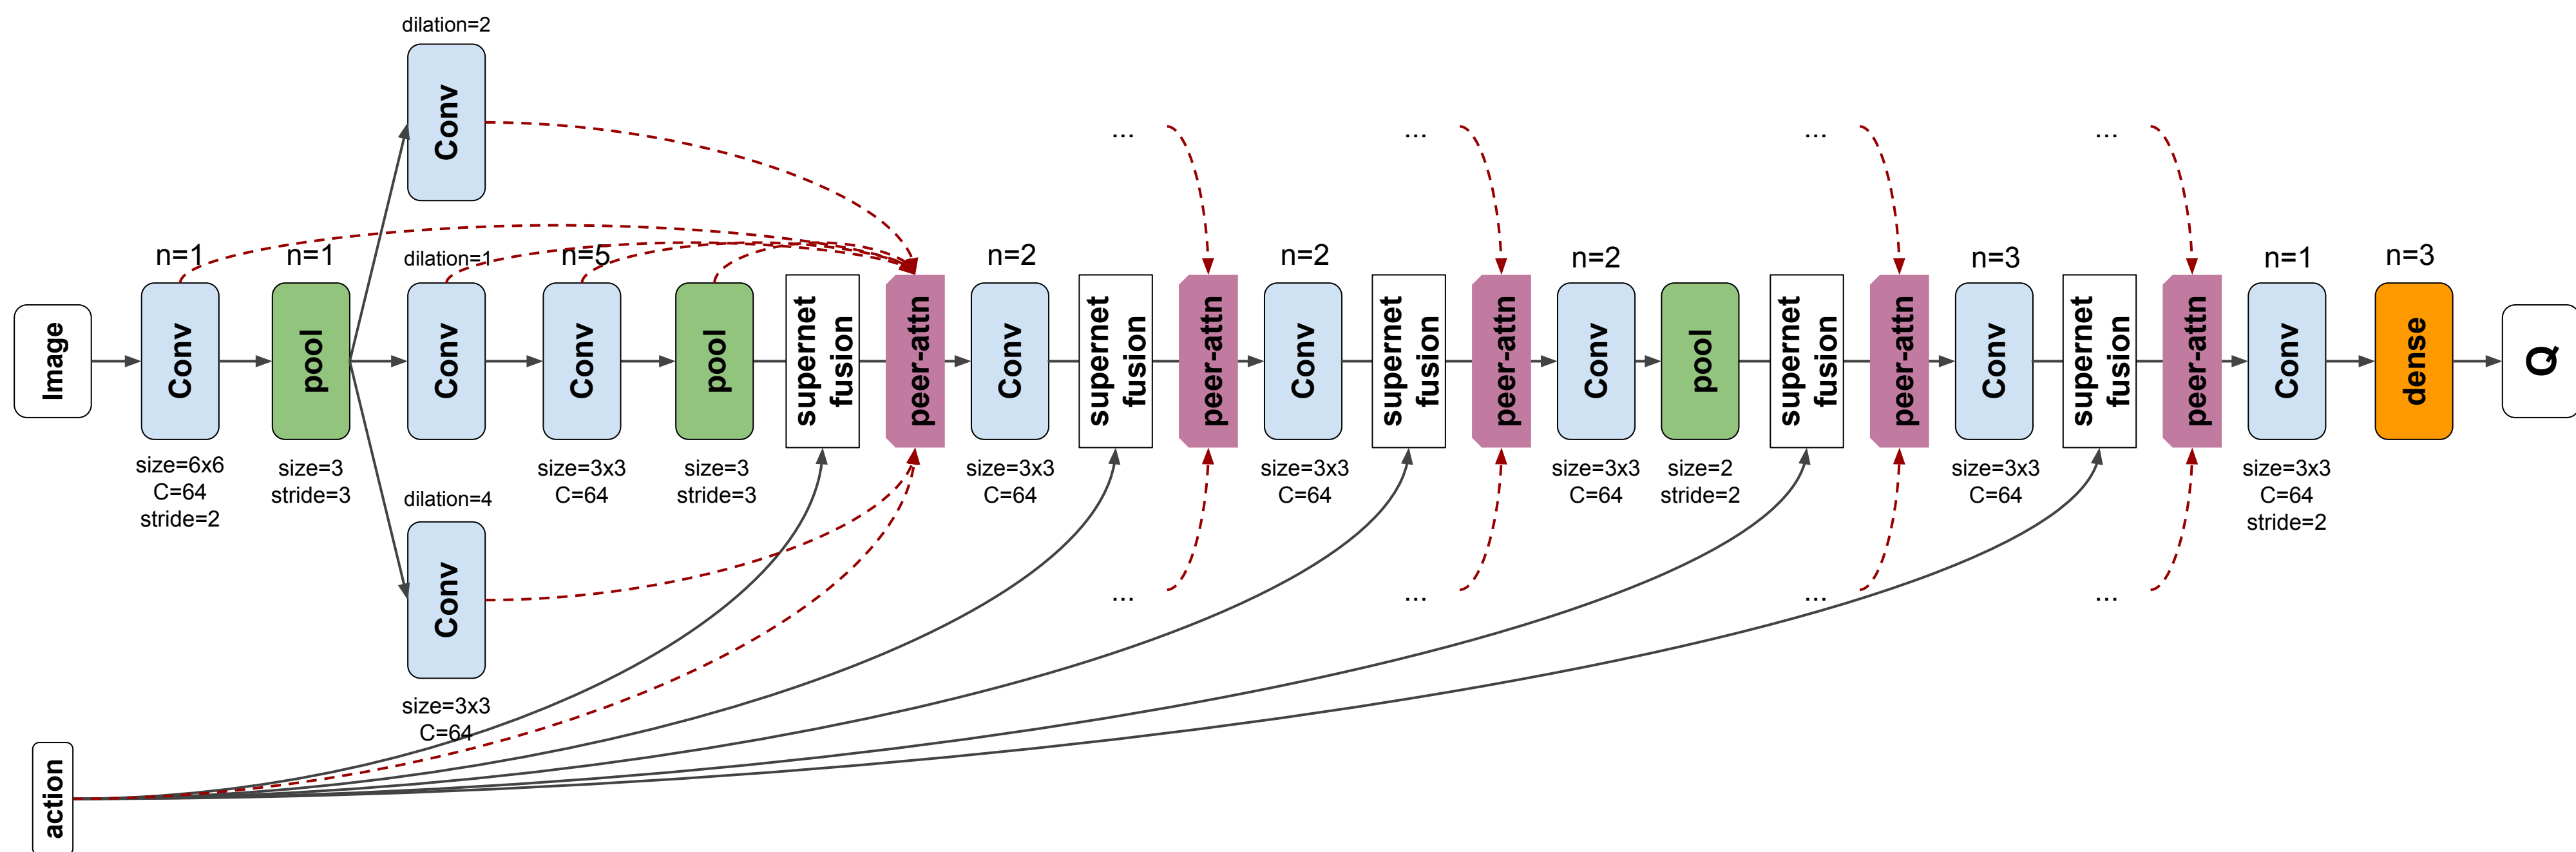 dilation=2
Conv
...
...
...
...
n=1
n=1
dilation=1
n=5
n=2
n=2
n=2
n=3
n=1
n=3
Image
Conv
pool
Conv
Conv
pool
supernet
fusion
peer-attn
Conv
supernet
fusion
peer-attn
Conv
supernet
fusion
peer-attn
Conv
pool
supernet
fusion
peer-attn
Conv
supernet
fusion
peer-attn
Conv
dense
Q
size=6x6
C=64
stride=2
size=3
stride=3
size=3x3
C=64
size=3
stride=3
size=3x3
C=64
size=3x3
C=64
size=3x3
C=64
size=2
stride=2
size=3x3
C=64
size=3x3
C=64
stride=2
dilation=4
Conv
...
...
...
...
size=3x3
C=64
action